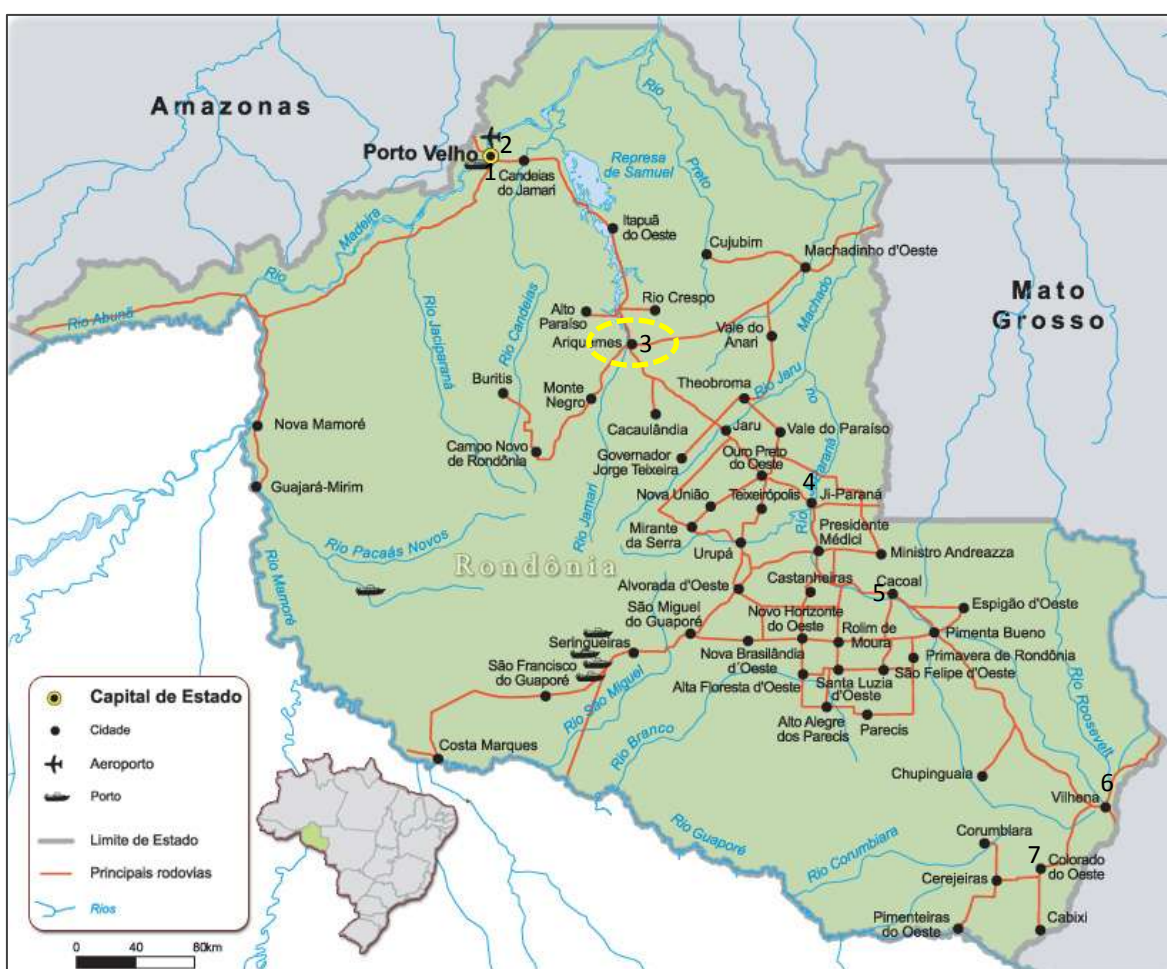 Amazonas
Porto Velho
2
1
Candeias
do Jamari
Represa
de Samuel
Rio
Preto
Itapuã
do Oeste
Cujubim
Machadinho d'Oeste
Mato
Grosso
Rio
Madeira
Rio Abunã
Rio Jaciparaná
Rio Candeias
Alto
Paraíso
Rio Crespo
Machado
Ariquemes
3
Vale do
Anari
Buritis
Monte
Negro
Theobroma
Rio Jaru
no
Nova Mamoré
Cacaulândia
Jaru
Vale do Paraíso
Campo Novo
de Rondônia
Governador
Jorge Teixeira
Ouro Preto
do Oeste
4
Guajará-Mirim
Rio Jamari
Nova União
Teixeirópolis
Ji-Paraná
Mirante
da Serra
Urupá
Presidente
Médici
Ministro Andreazza
Rio Pacaás Novos
Rondônia
Rio Mamoré
Alvorada d'Oeste
Castanheiras
Cacoal
5
São Miguel
do Guaporé
Novo Horizonte
do Oeste
Rolim de
Moura
Espigão d'Oeste
Pimenta Bueno
Seringueiras
Nova Brasilândia
d´Oeste
Primavera de Rondônia
São Francisco
do Guaporé
Rio São Miguel
Alta Floresta d'Oeste
Santa Luzia
d'Oeste
São Felipe d'Oeste
Rio Roosevelt
Alto Alegre
dos Parecis
Parecis
Rio Branco
Costa Marques
Chupinguaia
6
Vilhena
Rio Guaporé
Rio Corumbiara
Corumbiara
7
Colorado
do Oeste
Cerejeiras
Pimenteiras
do Oeste
Cabixi
Capital de Estado
Cidade
Aeroporto
Porto
Limite de Estado
Principais rodovias
Rios
0 40 80km